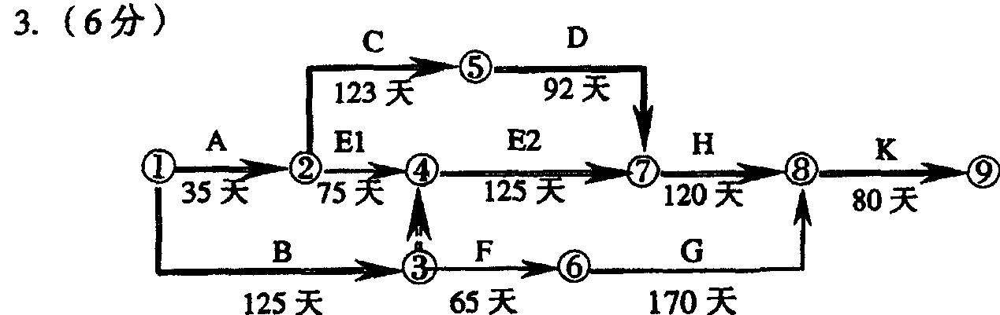 3.（6分）
C D
⑤
123 天 92 天
A E1 E2 H K
① ② ④ ⑦ ⑧ ⑨
35 天 75 天 125 天 120 天 80 天
B F G
③ ⑥
125 天 65 天 170 天